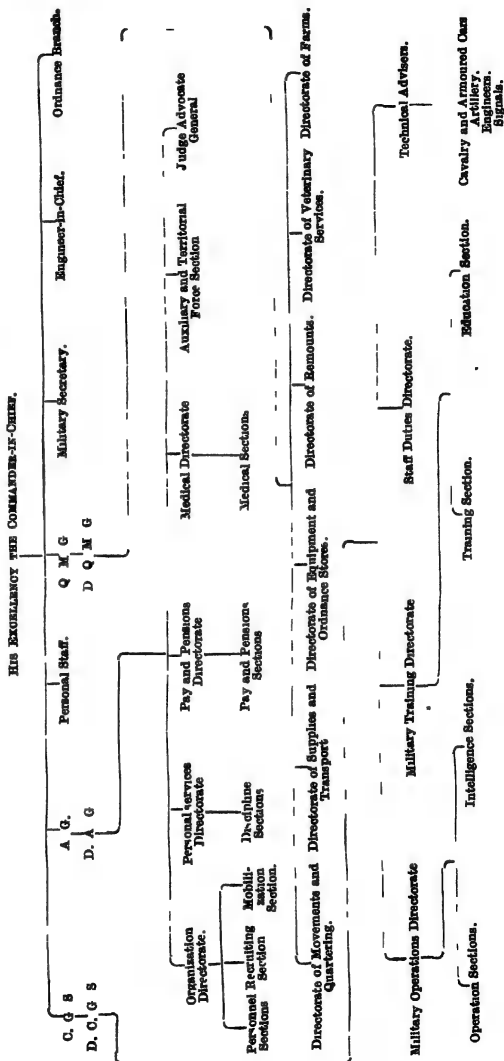 HIS EXCELLENCY THE COMMANDER-IN-CHIEF.
C. G S
A G.
Personal Staff.
Q M G
Military Secretary.
Engineer-in-Chief.
Ordnance Branch.
D. C. G S
D. A G
D Q M G
Organization
Directorate.
Personal Services
Directorate
Pay and Pensions
Directorate
Medical Directorate
Auxiliary and Territorial
Force Section
Judge Advocate
General
Personnel
Sections
Recruiting
Section
Mobili-
zation
Section.
Discipline
Sections
Pay and Pensions
Sections
Medical Sections.
Directorate of Movements and
Quartering.
Directorate of Supplies and
Transport
Directorate of Equipment and
Ordnance Stores.
Directorate of Remounts.
Directorate of Veterinary
Services.
Directorate of Farms.
Military Operations Directorate
Military Training Directorate
Staff Duties Directorate.
Technical Advisers.
Operation Sections.
Intelligence Sections.
Training Section.
Education Section.
Cavalry and Armoured Cars
Artillery.
Engineers.
Signals.